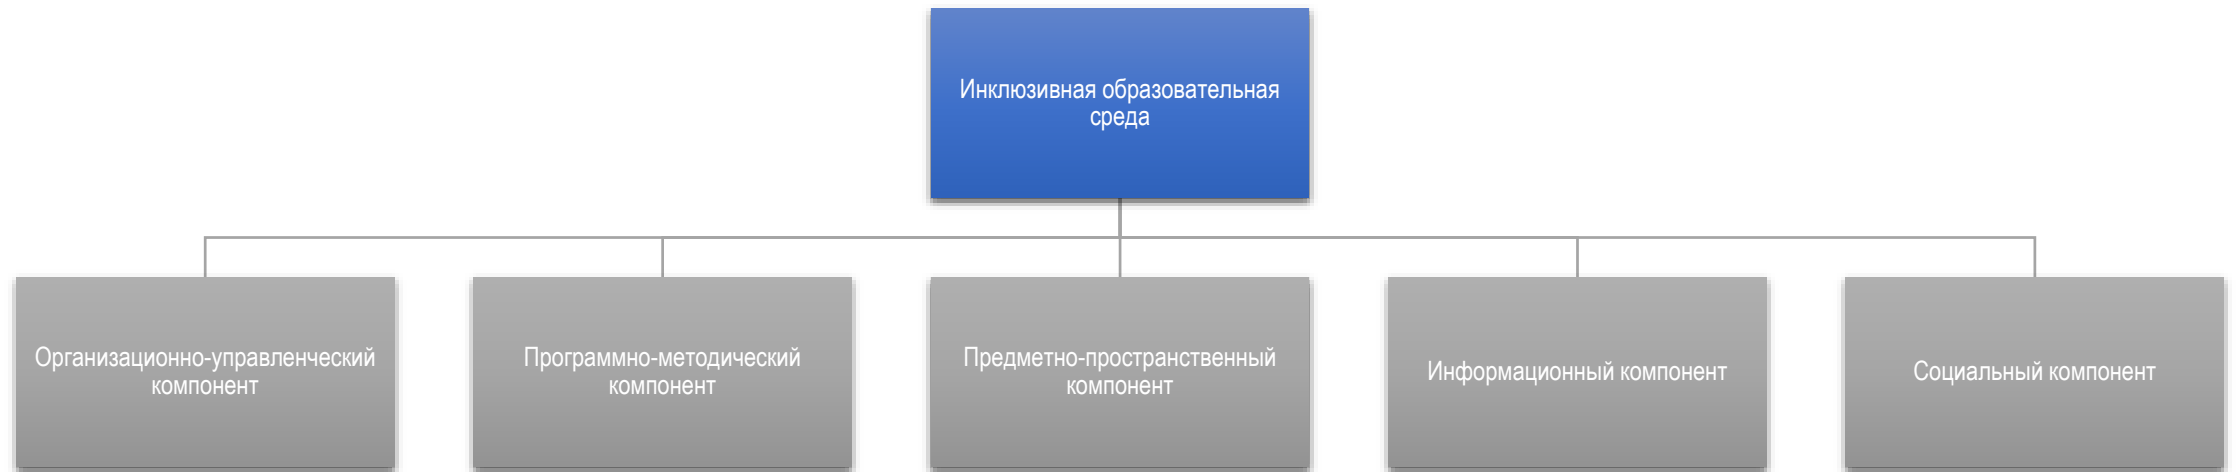 Инклюзивная образовательная
среда
Организационно-управленческий
компонент
Программно-методический
компонент
Предметно-пространственный
компонент
Информационный компонент
Социальный компонент